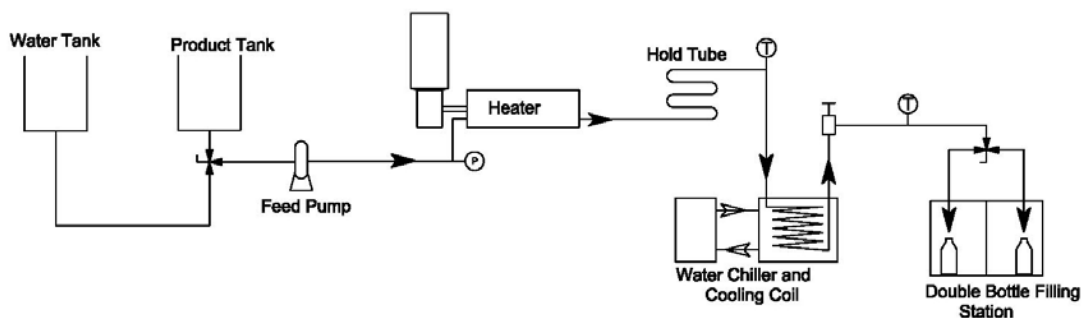 Water Tank
Product Tank
Feed Pump
P
Heater
Hold Tube
T
T
Water Chiller and
Cooling Coil
Double Bottle Filling
Station